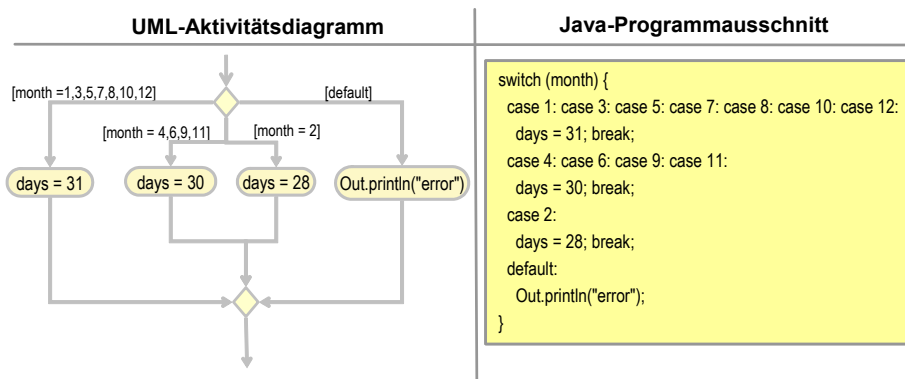 UML-Aktivitätsdiagramm
[month =1,3,5,7,8,10,12]
[default]
[month = 4,6,9,11]
[month = 2]
days = 31
days = 30
days = 28
Out.println("error")
Java-Programmausschnitt
switch (month) {
case 1: case 3: case 5: case 7: case 8: case 10: case 12:
days = 31; break;
case 4: case 6: case 9: case 11:
days = 30; break;
case 2:
days = 28; break;
default:
Out.println("error");
}